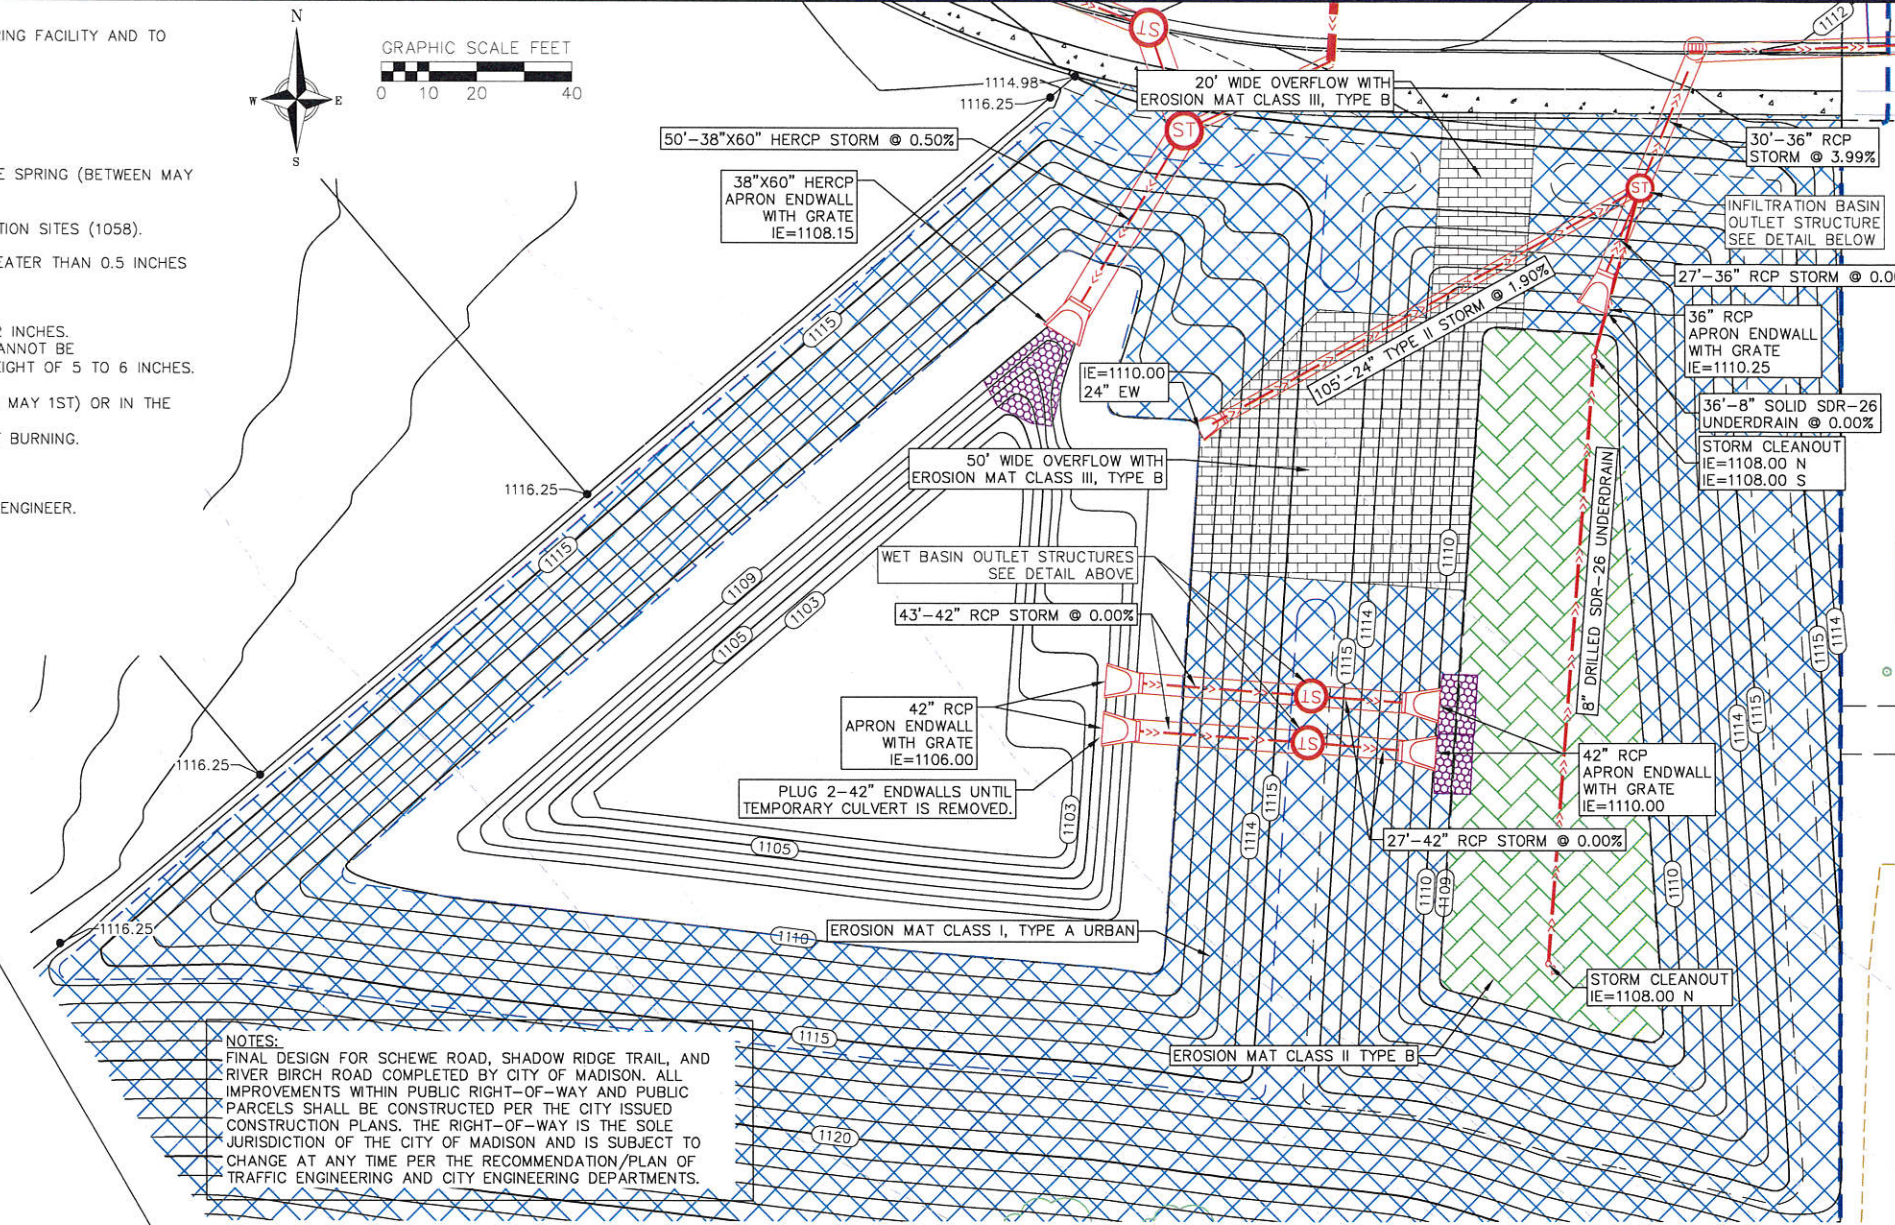 RING FACILITY AND TO
E SPRING (BETWEEN MAY
TION SITES (1058).
EATER THAN 0.5 INCHES
R INCHES.
ANNOT BE
EIGHT OF 5 TO 6 INCHES.
MAY 1ST) OR IN THE
BURNING.
ENGINEER.
N
W E
S
GRAPHIC SCALE FEET
0 10 20 40
1114.98
1116.25
1112
ST
20' WIDE OVERFLOW WITH
EROSION MAT CLASS III, TYPE B
50'-38"X60" HERCP STORM @ 0.50%
ST
30'-36" RCP
STORM @ 3.99%
38"X60" HERCP
APRON ENDWALL
WITH GRATE
IE=1108.15
ST
INFILTRATION BASIN
OUTLET STRUCTURE
SEE DETAIL BELOW
27'-36" RCP STORM @ 0.0
105'-24" TYPE II STORM @ 1.90%
36" RCP
APRON ENDWALL
WITH GRATE
IE=1110.25
1115
IE=1110.00
24" EW
36'-8" SOLID SDR-26
UNDERDRAIN @ 0.00%
STORM CLEANOUT
IE=1108.00 N
IE=1108.00 S
50' WIDE OVERFLOW WITH
EROSION MAT CLASS III, TYPE B
1116.25
1115
1110
8" DRILLED SDR-26 UNDERDRAIN
WET BASIN OUTLET STRUCTURES
SEE DETAIL ABOVE
1109
1103
1105
43'-42" RCP STORM @ 0.00%
1114
1115
1115
1114
ST
ST
42" RCP
APRON ENDWALL
WITH GRATE
IE=1106.00
1114
1115
1116.25
PLUG 2-42" ENDWALLS UNTIL
TEMPORARY CULVERT IS REMOVED.
42" RCP
APRON ENDWALL
WITH GRATE
IE=1110.00
1103
1115
1114
27'-42" RCP STORM @ 0.00%
1105
1110
1109
1110
1116.25
1110
EROSION MAT CLASS I, TYPE A URBAN
STORM CLEANOUT
IE=1108.00 N
1115
EROSION MAT CLASS II TYPE B
1120
NOTES:
FINAL DESIGN FOR SCHEWE ROAD, SHADOW RIDGE TRAIL, AND
RIVER BIRCH ROAD COMPLETED BY CITY OF MADISON. ALL
IMPROVEMENTS WITHIN PUBLIC RIGHT-OF-WAY AND PUBLIC
PARCELS SHALL BE CONSTRUCTED PER THE CITY ISSUED
CONSTRUCTION PLANS. THE RIGHT-OF-WAY IS THE SOLE
JURISDICTION OF THE CITY OF MADISON AND IS SUBJECT TO
CHANGE AT ANY TIME PER THE RECOMMENDATION/PLAN OF
TRAFFIC ENGINEERING AND CITY ENGINEERING DEPARTMENTS.